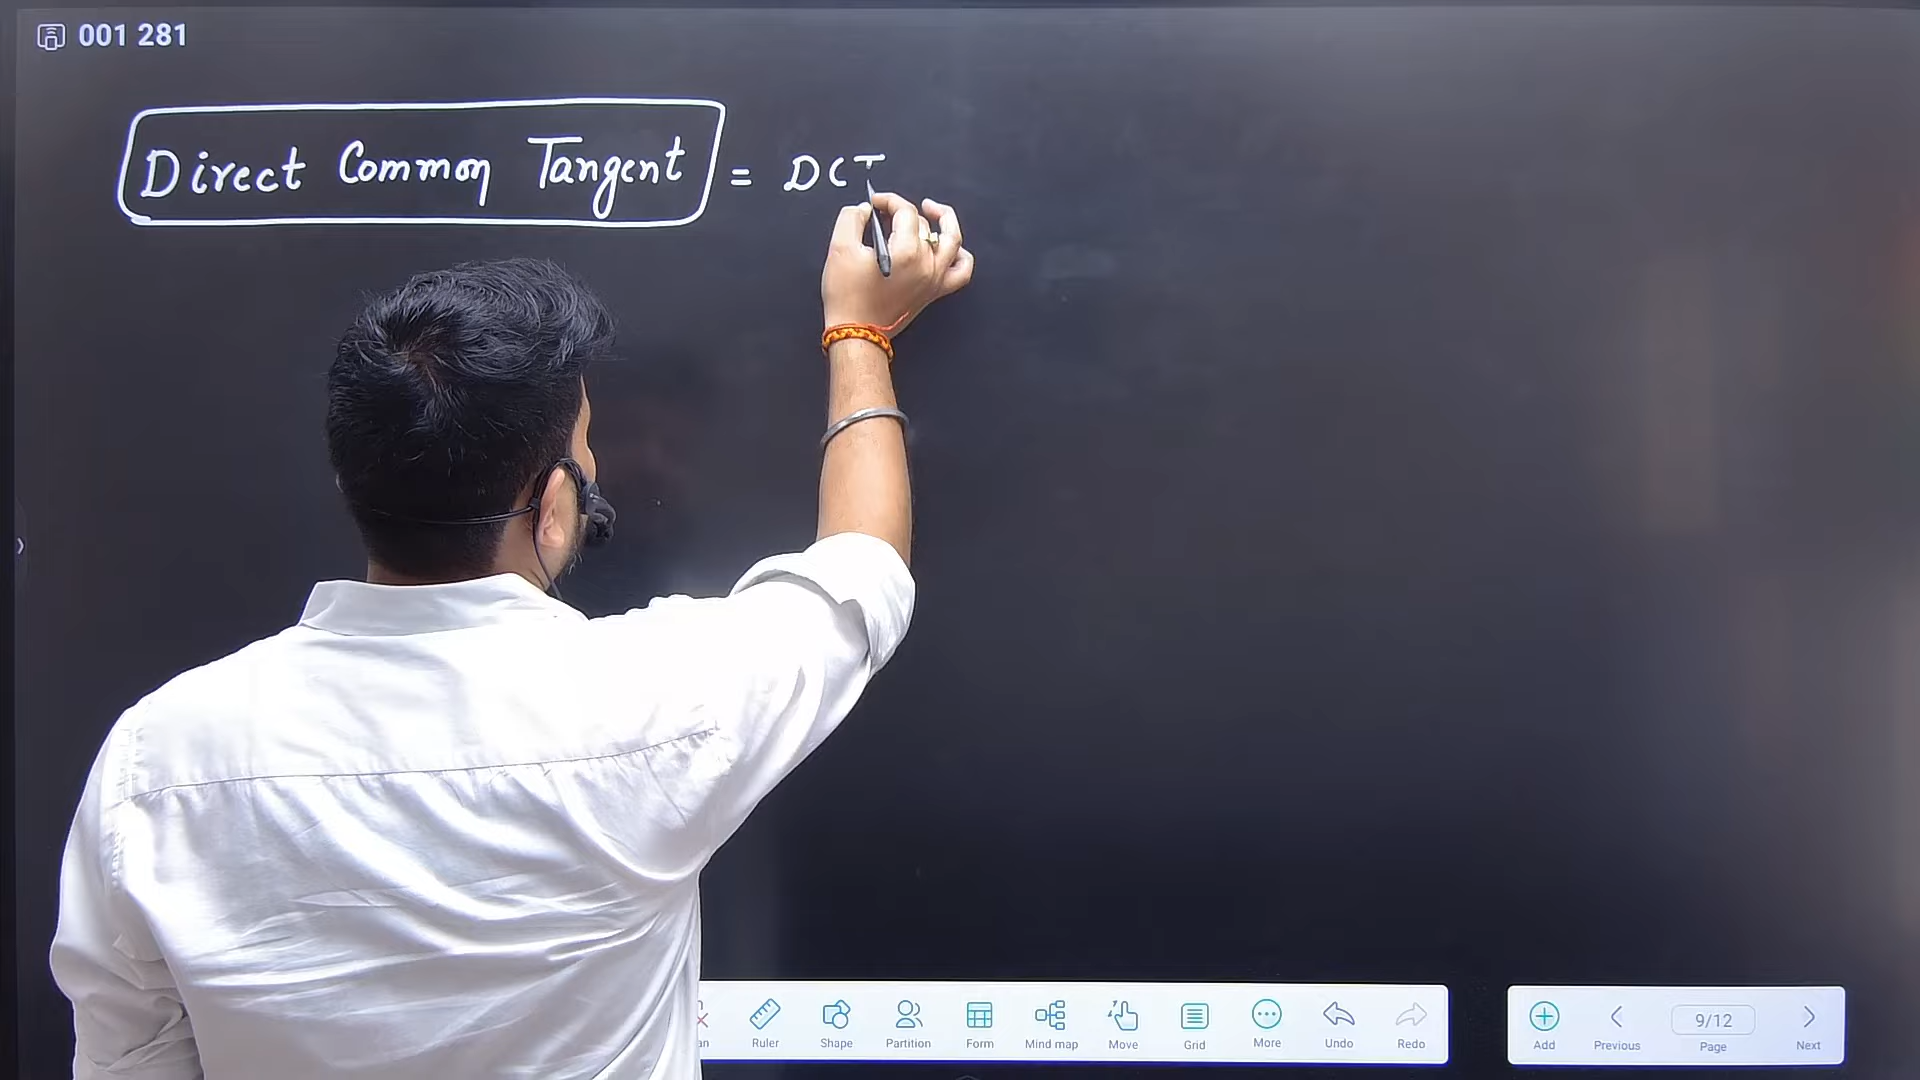 001 281
Direct Common Tangent = DCT
Ruler Shape Partition Form Mind map Move Grid More Undo Redo
Add Previous 9/12 Page Next